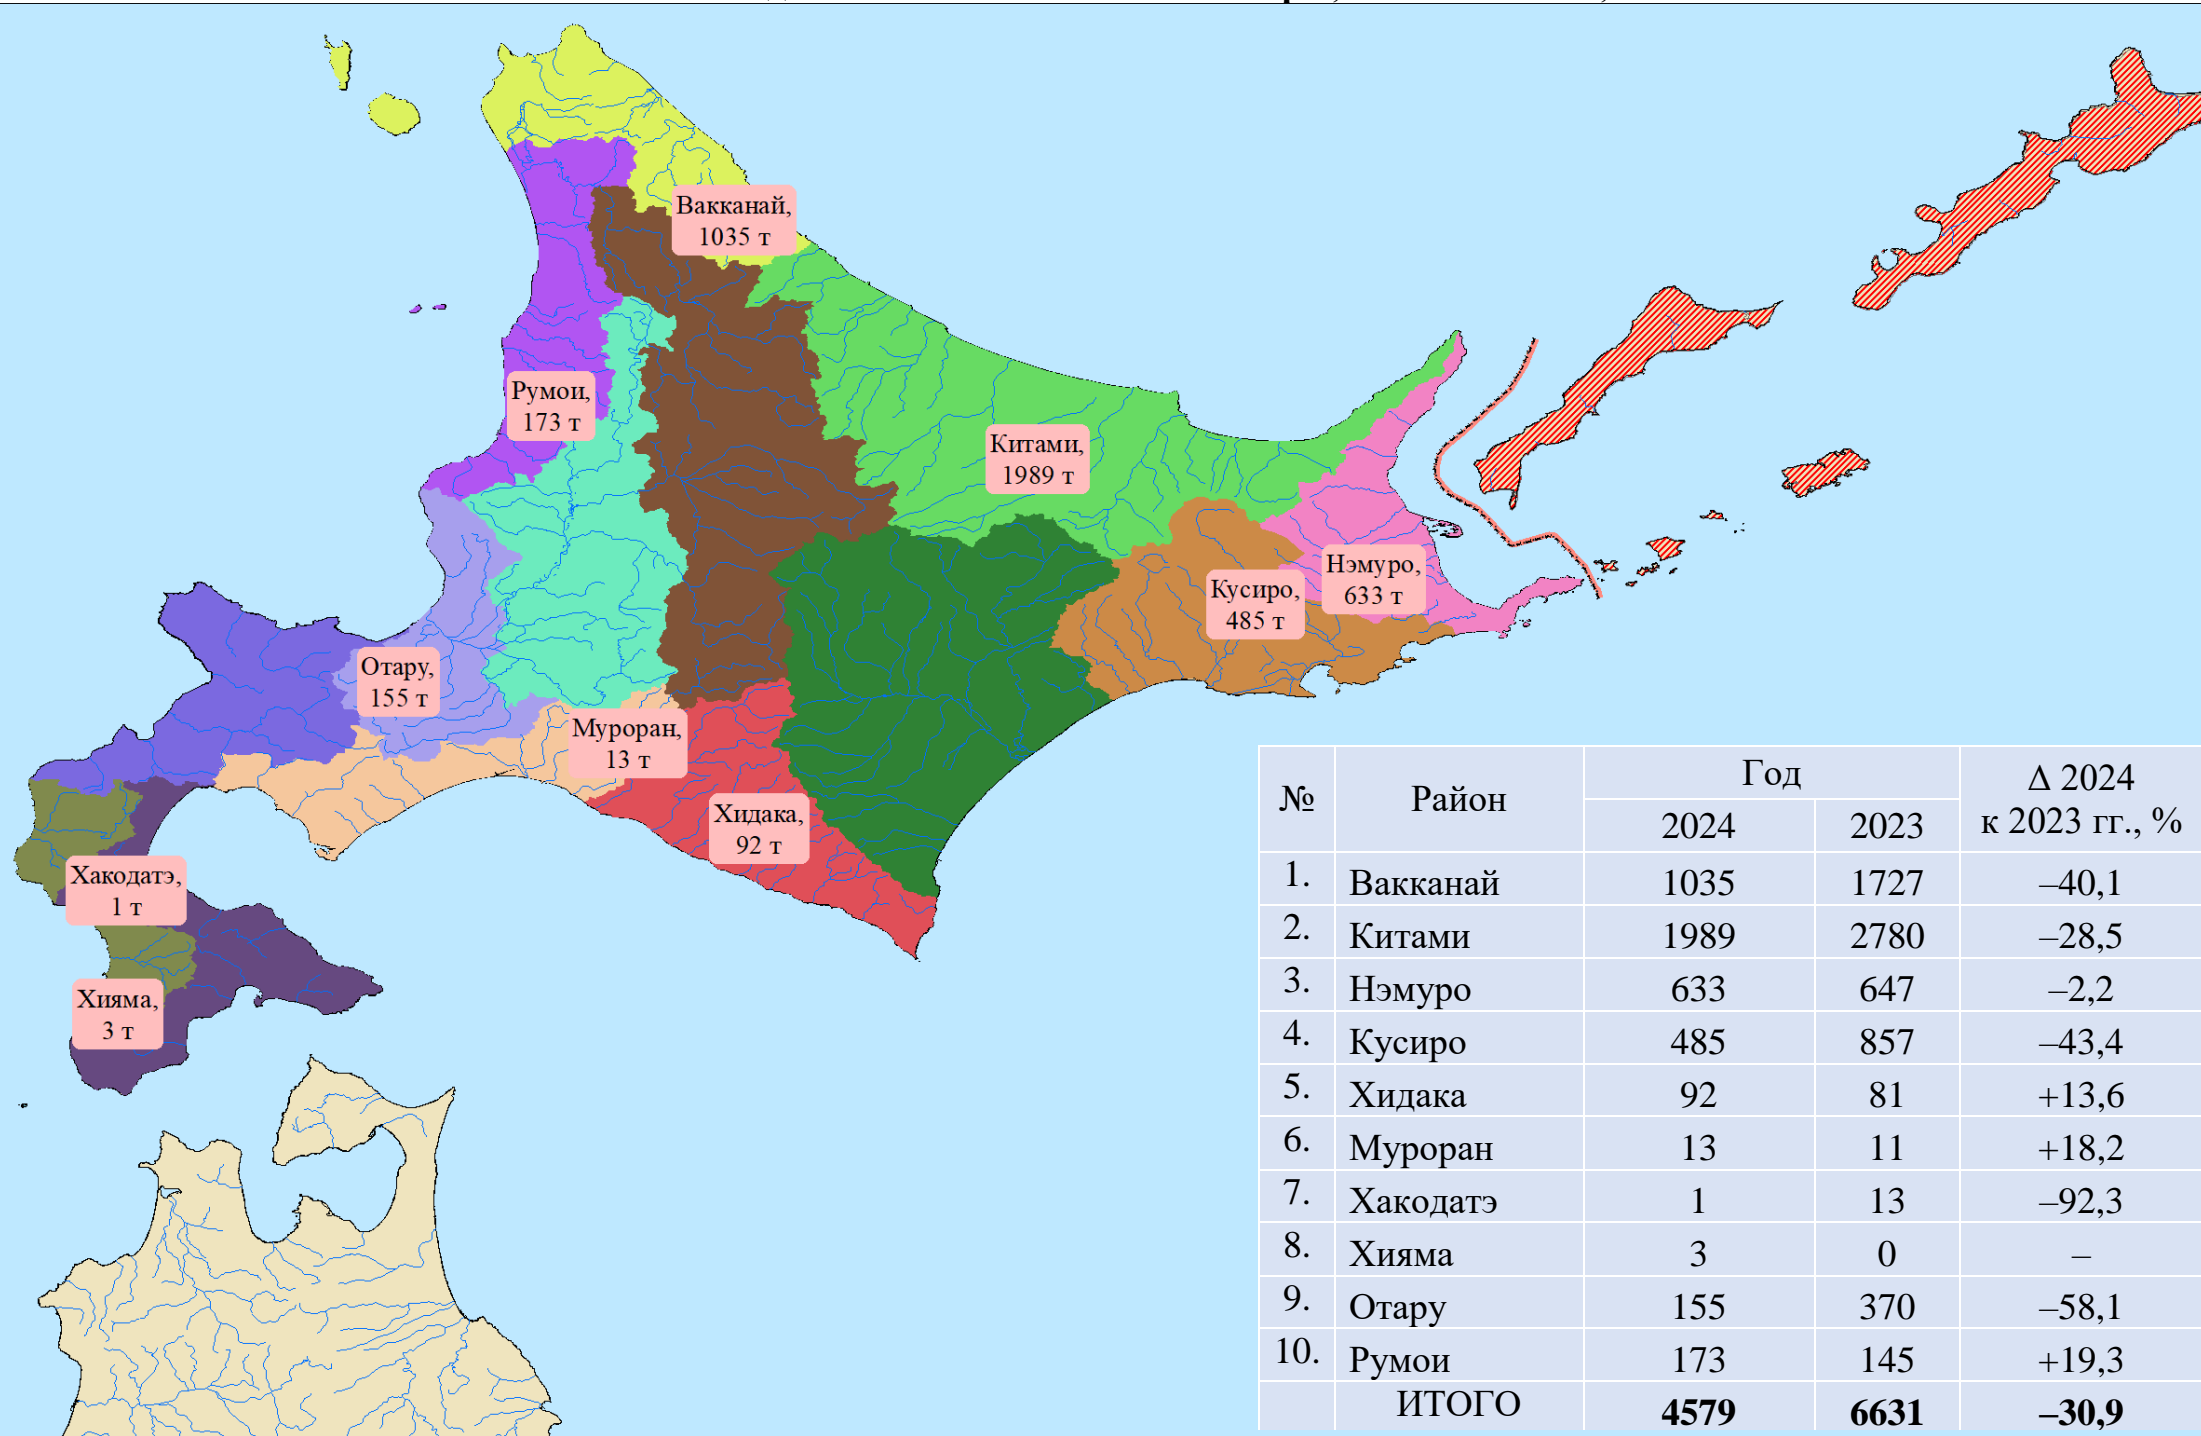 Вакканай,
1035 т
Румои,
173 т
Китами,
1989 т
Нэмуро,
633 т
Кусиро,
485 т
Отару,
155 т
Муроран,
13 т
Хидака,
92 т
Хакодатэ,
1 т
Хияма,
3 т
№ Район Год Δ 2024
к 2023 гг., %
2024 2023
1. Вакканай 1035 1727 –40,1
2. Китами 1989 2780 –28,5
3. Нэмуро 633 647 –2,2
4. Кусиро 485 857 –43,4
5. Хидака 92 81 +13,6
6. Муроран 13 11 +18,2
7. Хакодатэ 1 13 –92,3
8. Хияма 3 0 –
9. Отару 155 370 –58,1
10. Румои 173 145 +19,3
ИТОГО 4579 6631 –30,9